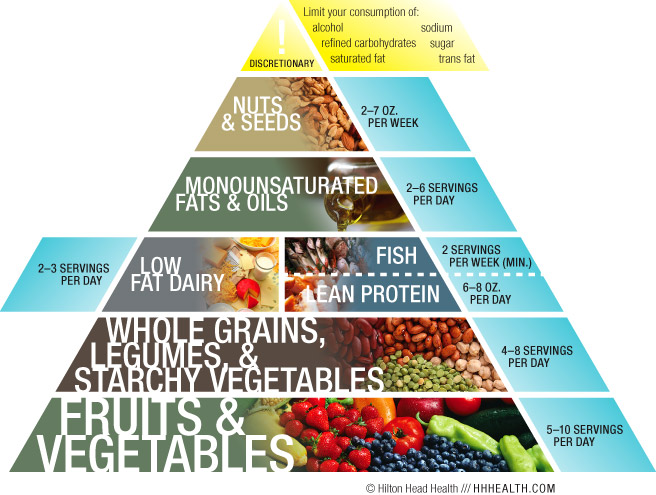 !
DISCRETIONARY
Limit your consumption of:
alcohol sodium
refined carbohydrates sugar
saturated fat trans fat
NUTS
& SEEDS
2–7 OZ.
PER WEEK
MONOUNSATURATED
FATS & OILS
2–6 SERVINGS
PER DAY
2–3 SERVINGS
PER DAY
LOW
FAT DAIRY
FISH
2 SERVINGS
PER WEEK (MIN.)
LEAN PROTEIN
6–8 OZ.
PER DAY
WHOLE GRAINS,
LEGUMES, &
STARCHY VEGETABLES
4–8 SERVINGS
PER DAY
FRUITS &
VEGETABLES
5–10 SERVINGS
PER DAY
© Hilton Head Health /// HHHEALTH.COM